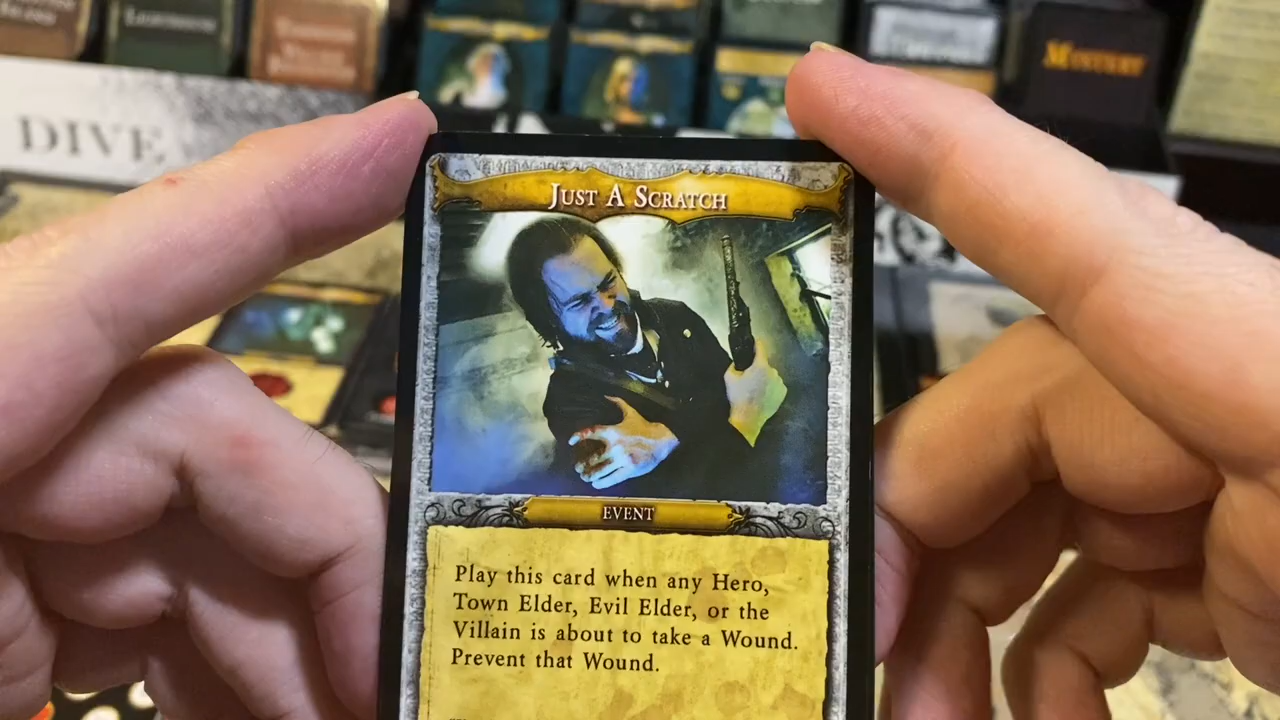 LIGHTHOUSE
MYSTERY
DIVE
JUST A SCRATCH
EVENT
Play this card when any Hero,
Town Elder, Evil Elder, or the
Villain is about to take a Wound.
Prevent that Wound.